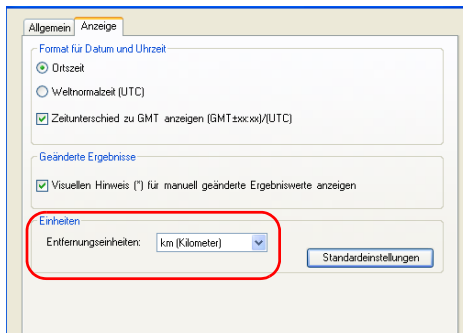 Allgemein Anzeige
Format für Datum und Uhrzeit
Ortszeit
Weltnormalzeit (UTC)
Zeitunterschied zu GMT anzeigen (GMT±xx:xx)/(UTC)
Geänderte Ergebnisse
Visuellen Hinweis (*) für manuell geänderte Ergebniswerte anzeigen
Einheiten
Entfernungseinheiten: km (Kilometer)
Standardeinstellungen